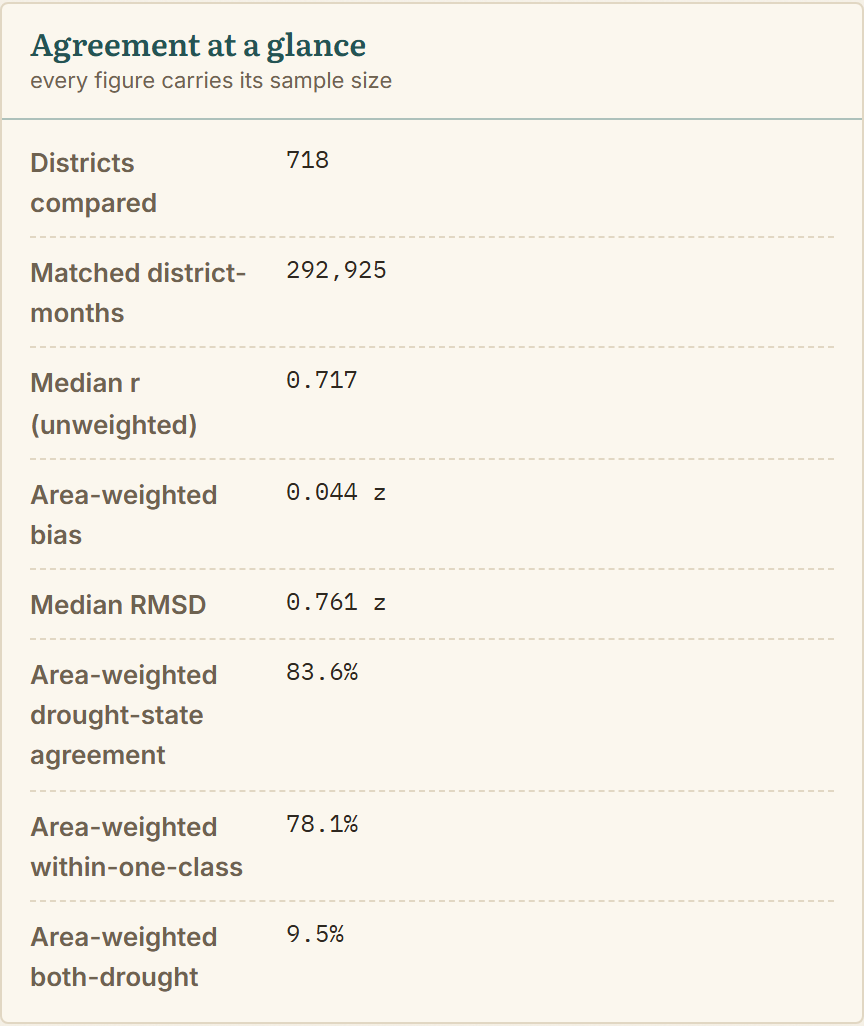 Agreement at a glance
every figure carries its sample size
Districts
compared
718
Matched district-
months
292,925
Median r
(unweighted)
0.717
Area-weighted
bias
0.044 z
Median RMSD
0.761 z
Area-weighted
drought-state
agreement
83.6%
Area-weighted
within-one-class
78.1%
Area-weighted
both-drought
9.5%